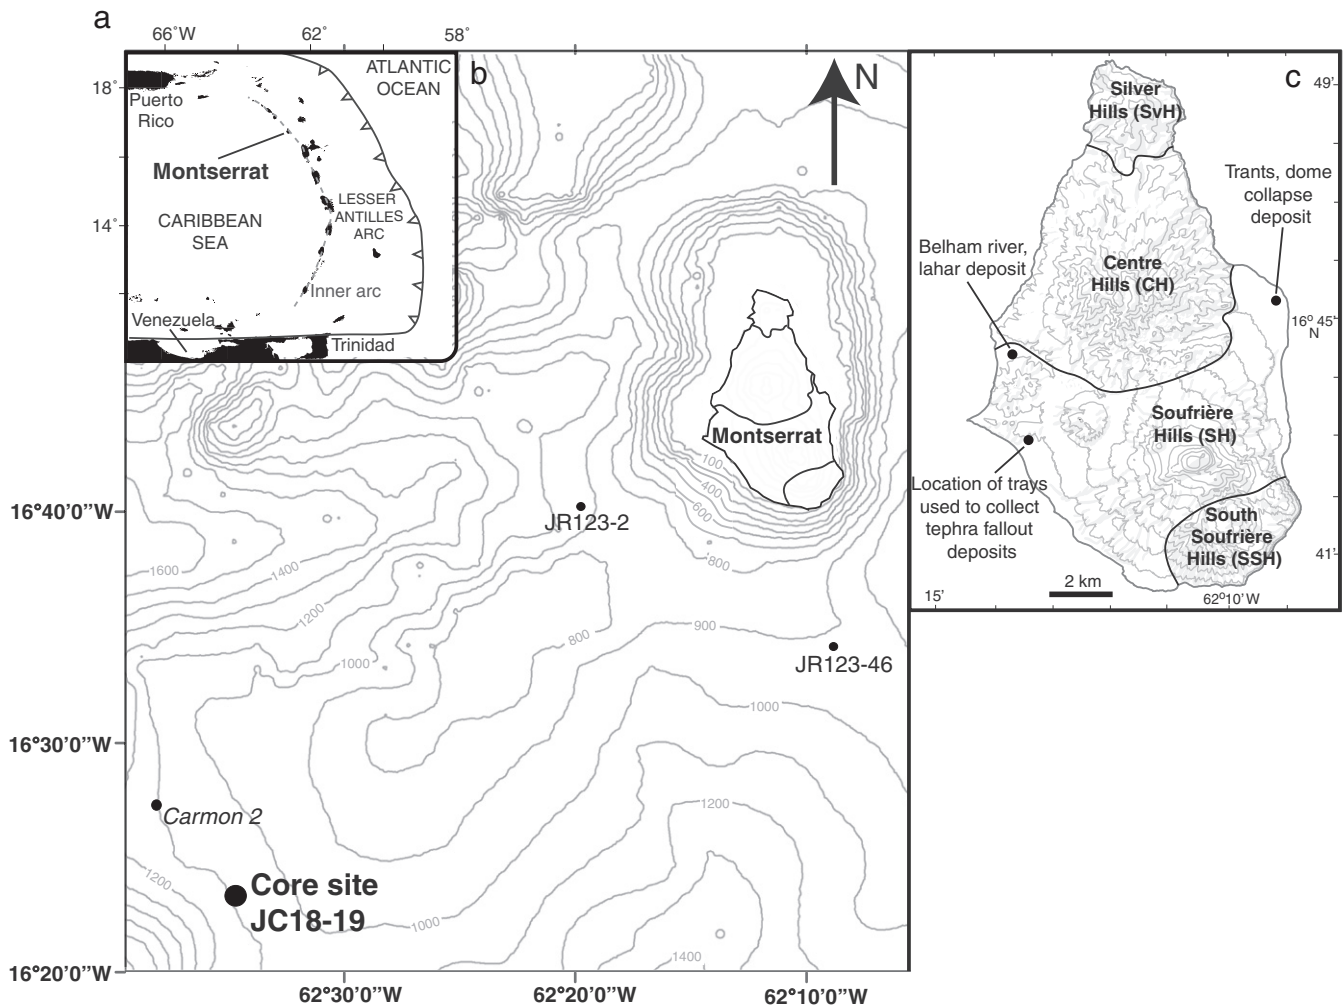 a
66°W
62°
58°
18°
14°
ATLANTIC
OCEAN
Puerto
Rico
Montserrat
CARIBBEAN
SEA
LESSER
ANTILLES
ARC
Inner arc
Venezuela
Trinidad
b
N
Montserrat
100
400
600
800
JR123-2
1600
1400
1200
1000
800
900
JR123-46
1000
1200
Carmon 2
1200
Core site
JC18-19
1000
1400
16°40'0"W
16°30'0"W
16°20'0"W
62°30'0"W
62°20'0"W
62°10'0"W
c
Silver
Hills (SvH)
49'
Trants, dome
collapse
deposit
Belham river,
lahar deposit
Centre
Hills (CH)
16° 45'
N
Soufrière
Hills (SH)
Location of trays
used to collect
tephra fallout
deposits
South
Soufrière
Hills (SSH)
41'
2 km
15'
62°10' W